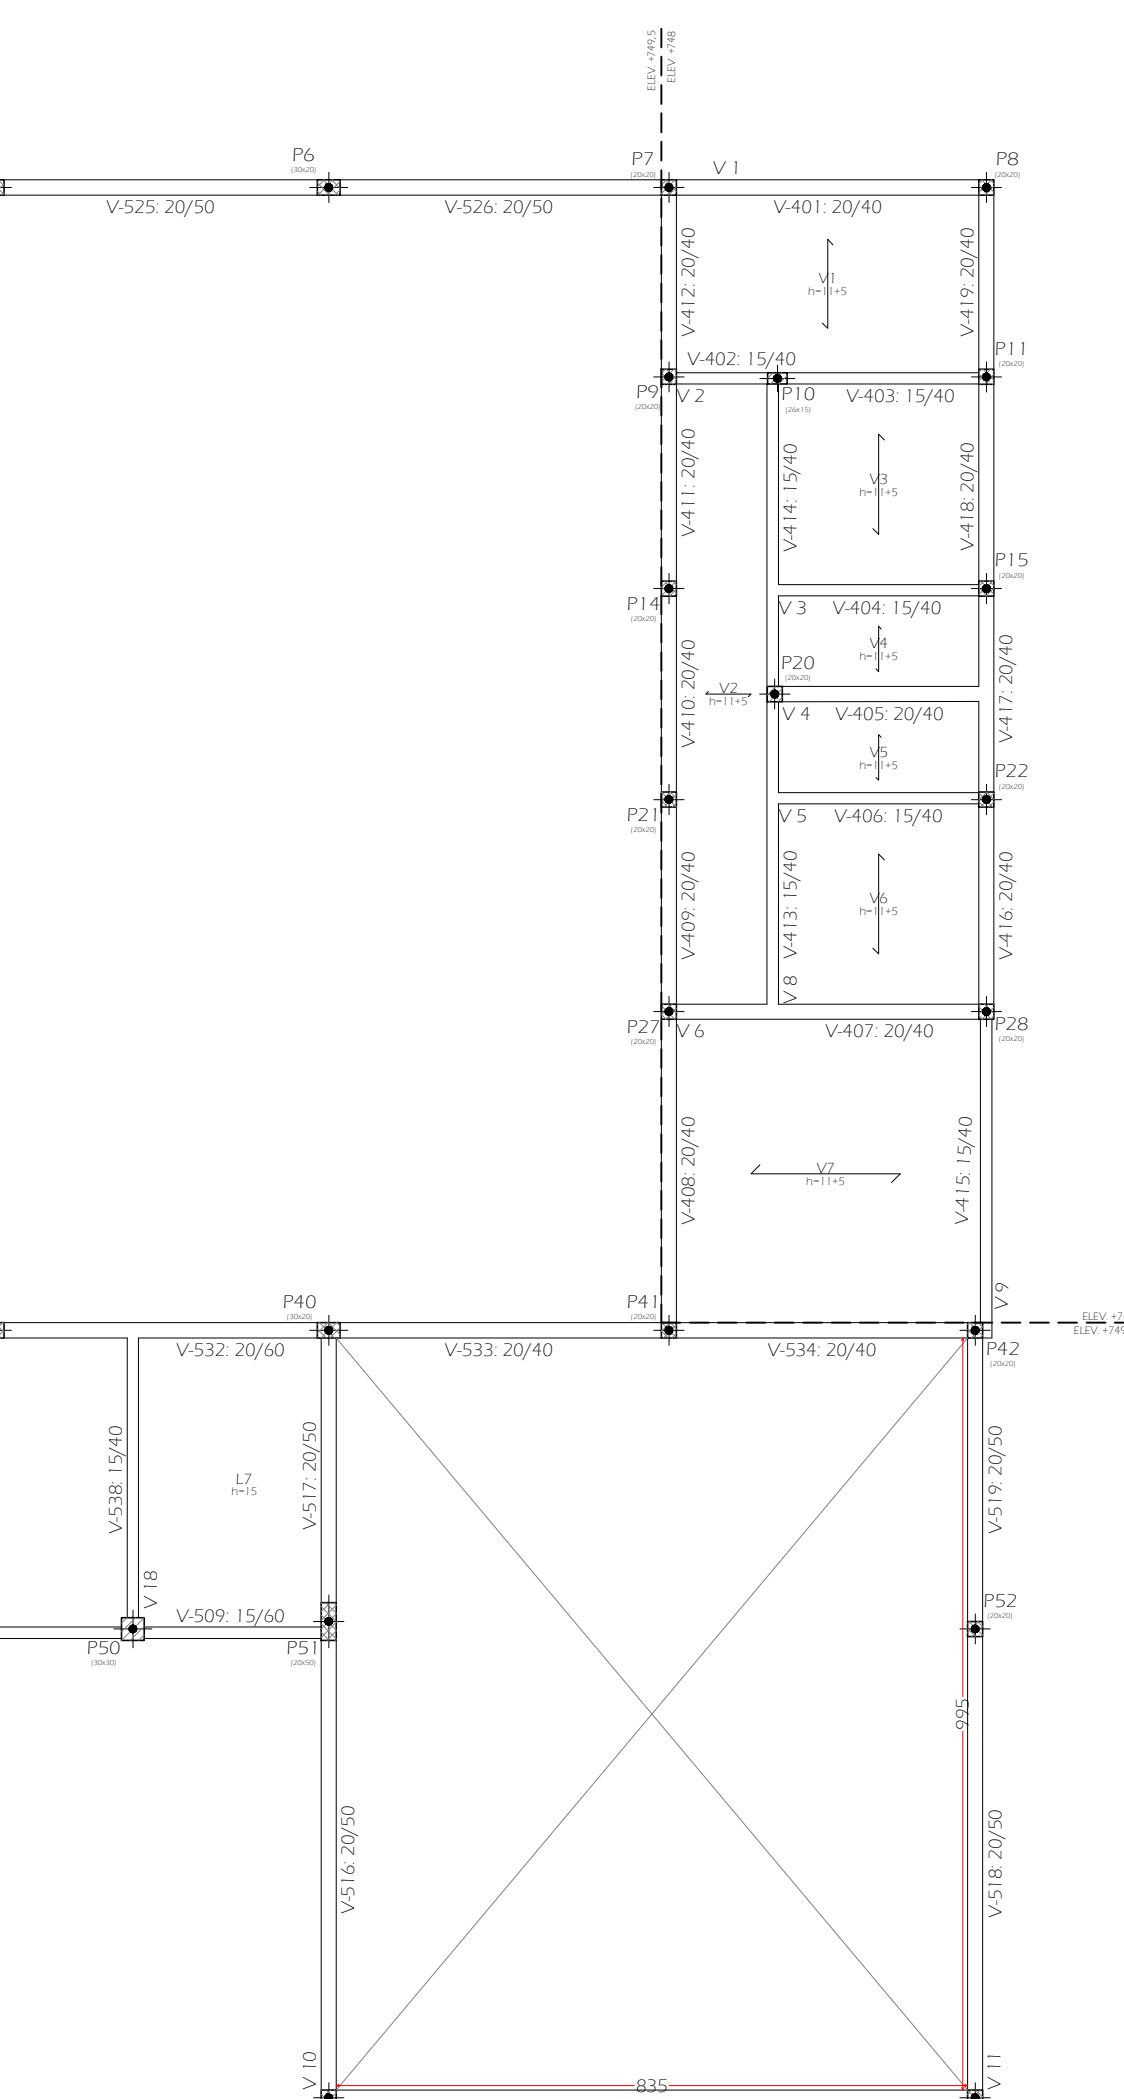 ELEV. +749,5
ELEV. +748
P6
(30x20)
P7
(20x20)
V 1
P8
(20x20)
V-525: 20/50
V-526: 20/50
V-401: 20/40
V-412: 20/40
V1
h=11+5
V-419: 20/40
V-402: 15/40
P11
(20x20)
P9
(20x20)
V 2
P10
(26x15)
V-403: 15/40
V-411: 20/40
V-414: 15/40
V3
h=11+5
V-418: 20/40
P15
(20x20)
P14
(20x20)
V 3
V-404: 15/40
V4
h=11+5
V-417: 20/40
V-410: 20/40
V2
h=11+5
P20
(20x20)
V 4
V-405: 20/40
V5
h=11+5
P22
(20x20)
P21
(20x20)
V 5
V-406: 15/40
V-409: 20/40
V-413: 15/40
V6
h=11+5
V-416: 20/40
V 8
P27
(20x20)
V 6
V-407: 20/40
P28
(20x20)
V-408: 20/40
V7
h=11+5
V-415: 15/40
V 9
P40
(30x20)
P41
(20x20)
ELEV. +74
ELEV. +749
V-532: 20/60
V-533: 20/40
V-534: 20/40
P42
(20x20)
V-538: 15/40
L7
h=15
V-517: 20/50
V-519: 20/50
V 18
V-509: 15/60
P52
(20x20)
P50
(30x30)
P51
(20x50)
995
V-516: 20/50
V-518: 20/50
V 10
835
V 11